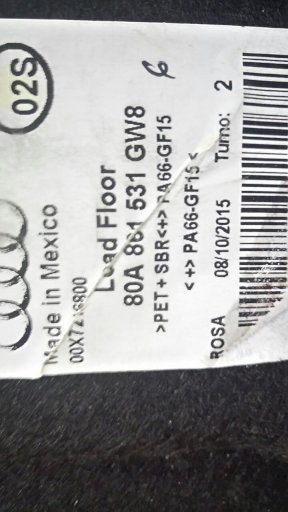 02S
Made in Mexico
Load Floor
80A 861 531 GW8
>PET+SBR<+>PA66-GF15
<+> PA66-GF15 <
ROSA 08/10/2015 Turno: 2